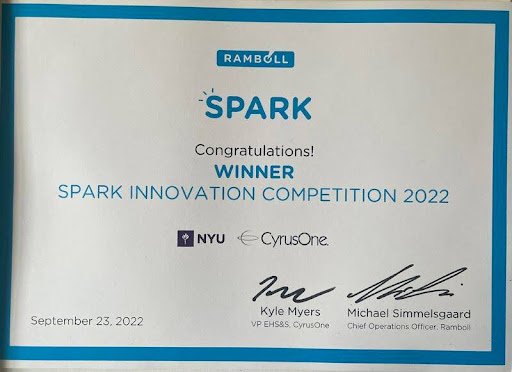 RAMBOLL
SPARK
Congratulations!
WINNER
SPARK INNOVATION COMPETITION 2022
NYU CyrusOne.
Kyle Myers Michael Simmelsgaard
September 23, 2022 VP EHS&S, CyrusOne Chief Operations Officer, Ramboll